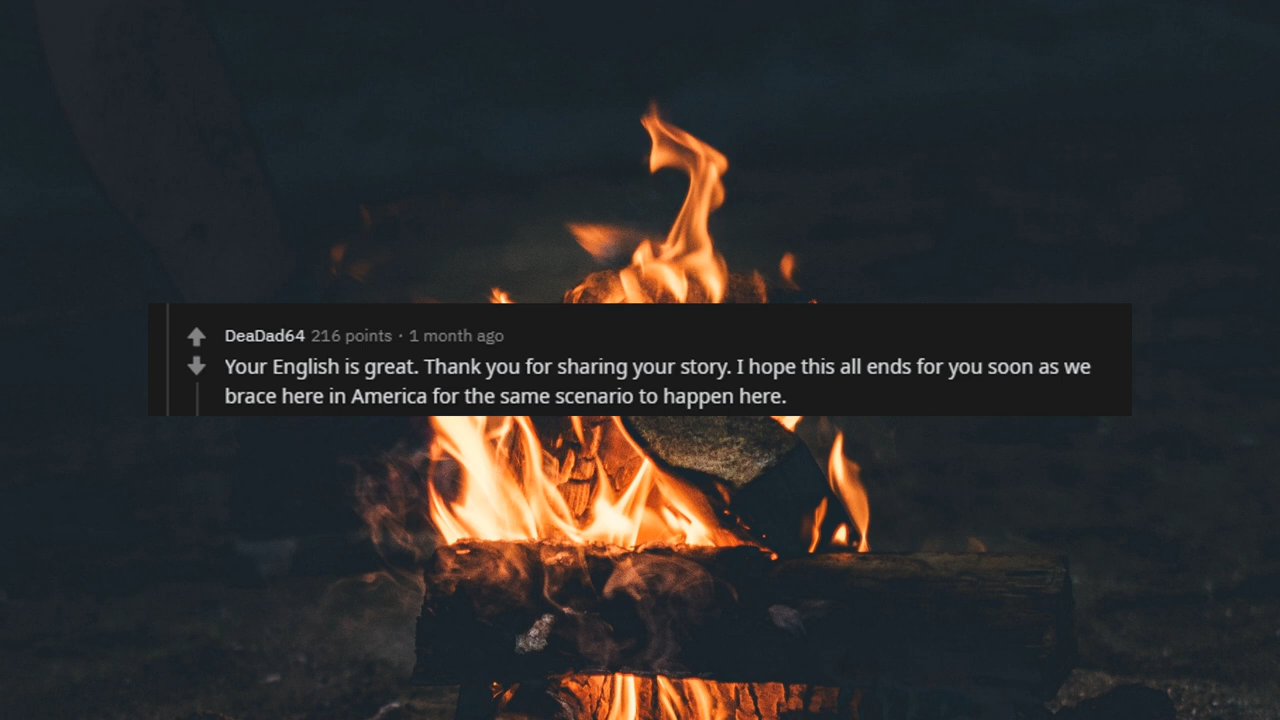 DeaDad64 216 points · 1 month ago
Your English is great. Thank you for sharing your story. I hope this all ends for you soon as we
brace here in America for the same scenario to happen here.